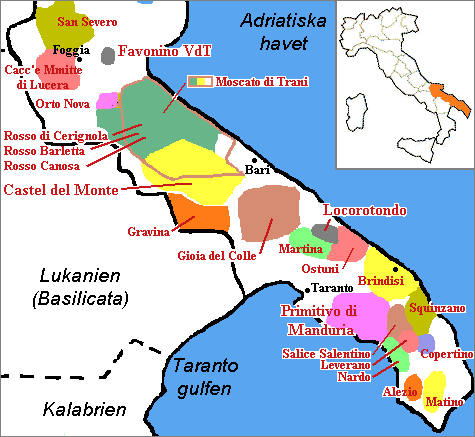 San Severo
Adriatiska
havet
Foggia
Favonino VdT
Cacc'e Mmitte
di Lucera
Orto Nova
Moscato di Trani
Rosso di Cerignola
Rosso Barletta
Rosso Canosa
Bari
Castel del Monte
Locorotondo
Gravina
Gioia del Colle
Martina
Ostuni
Lukanien
(Basilicata)
Taranto
Brindisi
Primitivo di
Manduria
Squinzano
Salice Salentino
Leverano
Nardo
Copertino
Taranto
gulfen
Alezio
Matino
Kalabrien